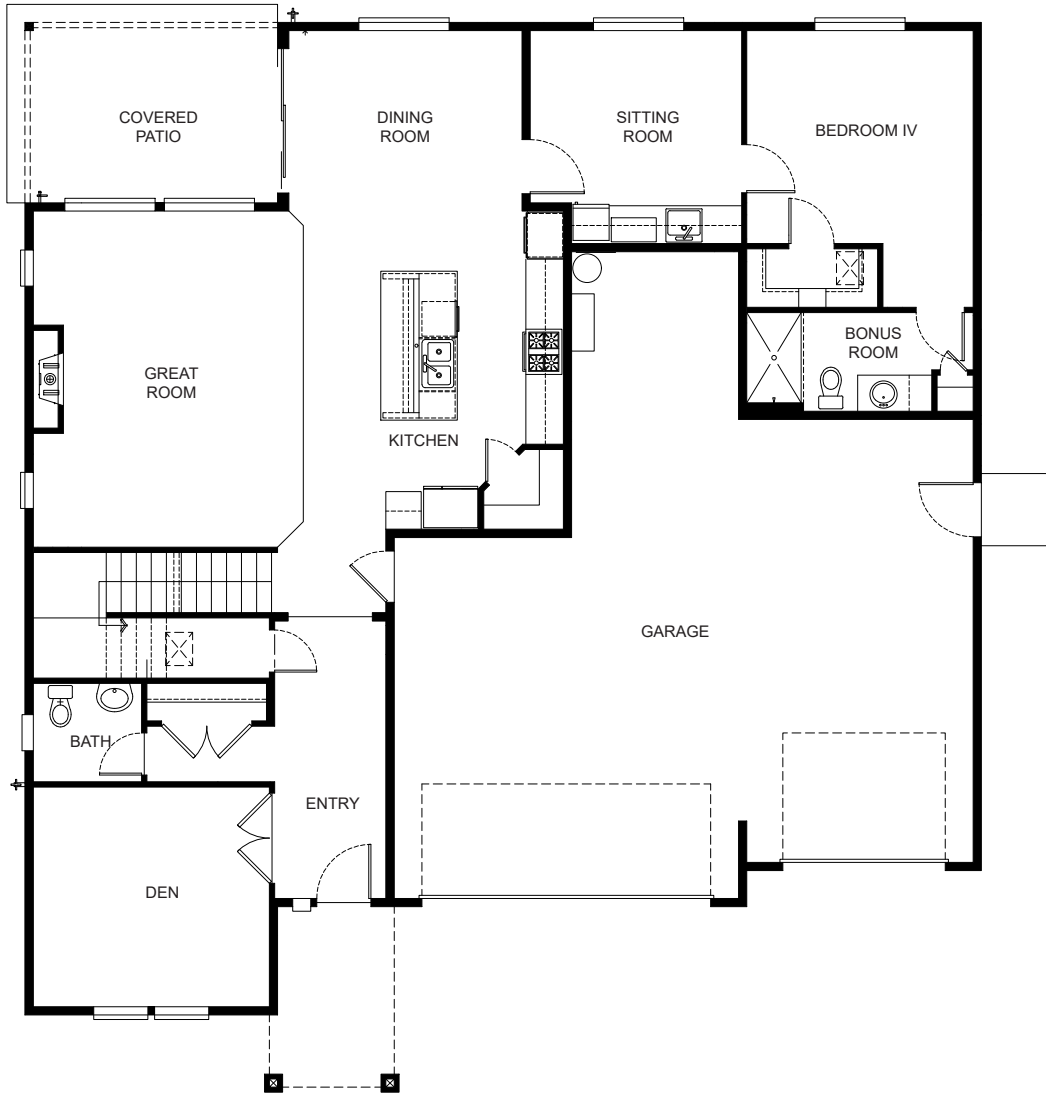 COVERED
PATIO
DINING
ROOM
SITTING
ROOM
BEDROOM IV
BONUS
ROOM
GREAT
ROOM
KITCHEN
GARAGE
BATH
ENTRY
DEN